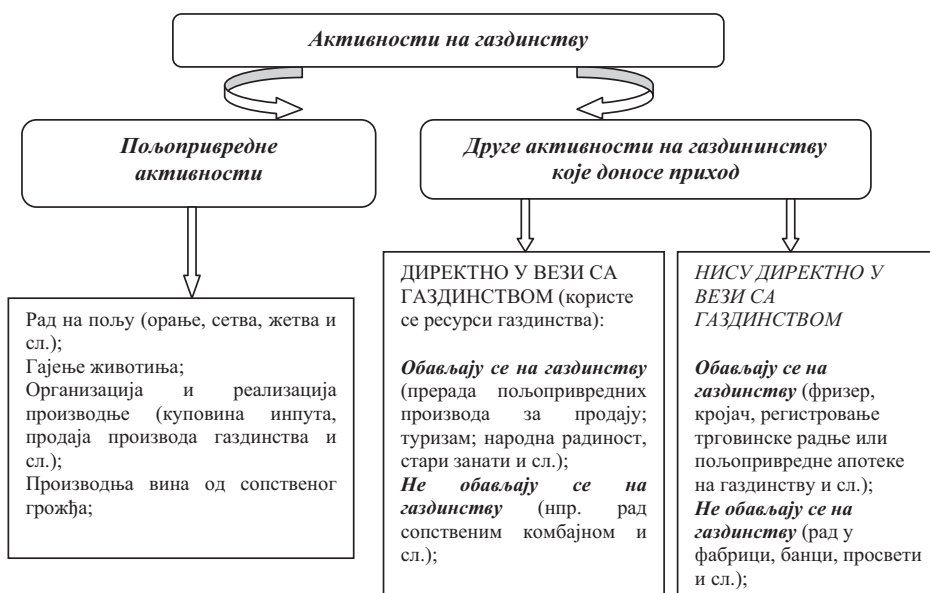 Активности на газдинству
Пољопривредне
активности
Друге активности на газдининству
које доносе приход
Рад на пољу (орање, сетва, жетва и
сл.);
Гајење животиња;
Организација и реализација
производње (куповина инпута,
продаја производа газдинства и
сл.);
Производња вина од сопственог
грожђа;
ДИРЕКТНО У ВЕЗИ СА
ГАЗДИНСТВОМ (користе
се ресурси газдинства):
Обављају се на газдинству
(прерада пољопривредних
производа за продају;
туризам; народна радиност,
стари занати и сл.);
Не обављају се на
газдинству (нпр. рад
сопственим комбајном и
сл.);
НИСУ ДИРЕКТНО У
ВЕЗИ СА
ГАЗДИНСТВОМ
Обављају се на
газдинству (фризер,
кројач, регистровање
трговинске радње или
пољопривредне апотеке
на газдинству и сл.);
Не обављају се на
газдинству (рад у
фабрици, банци, просвети
и сл.);